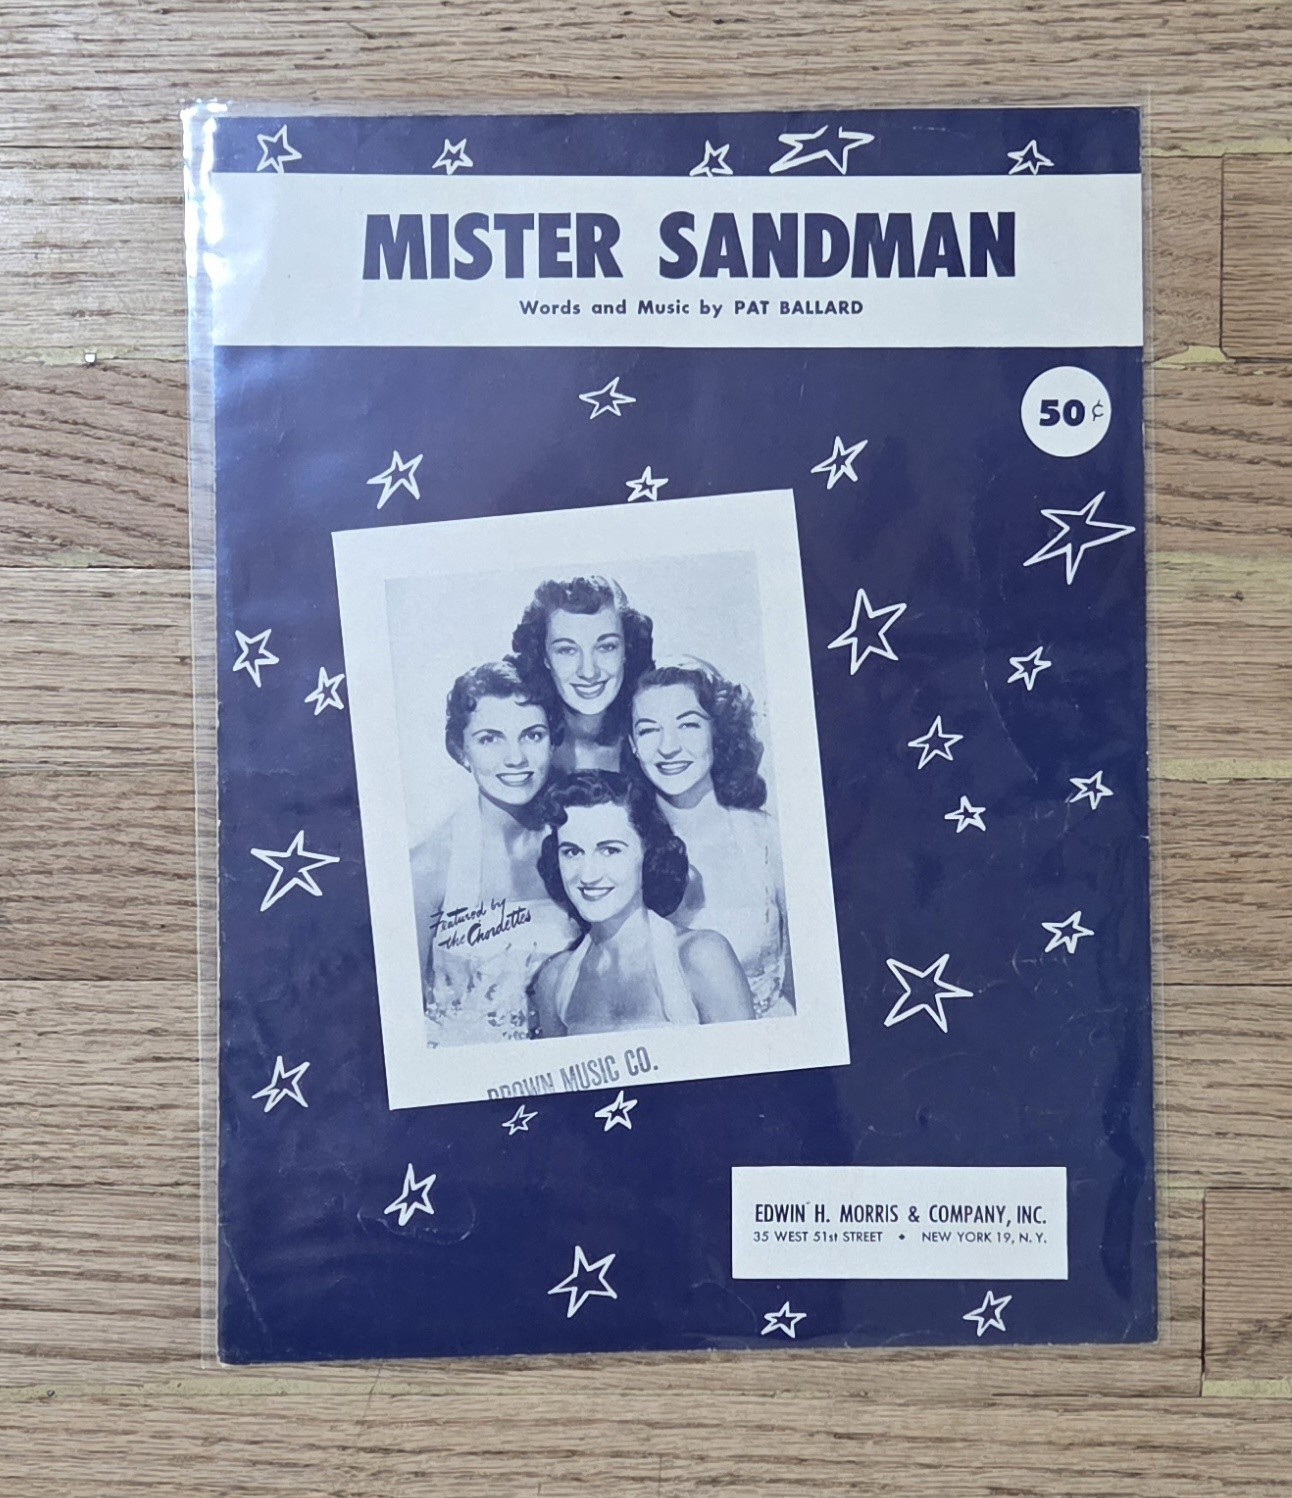 MISTER SANDMAN
Words and Music by PAT BALLARD
50¢
Featured by
the Chordettes
BROWN MUSIC CO.
EDWIN H. MORRIS & COMPANY, INC.
35 WEST 51st STREET • NEW YORK 19, N. Y.